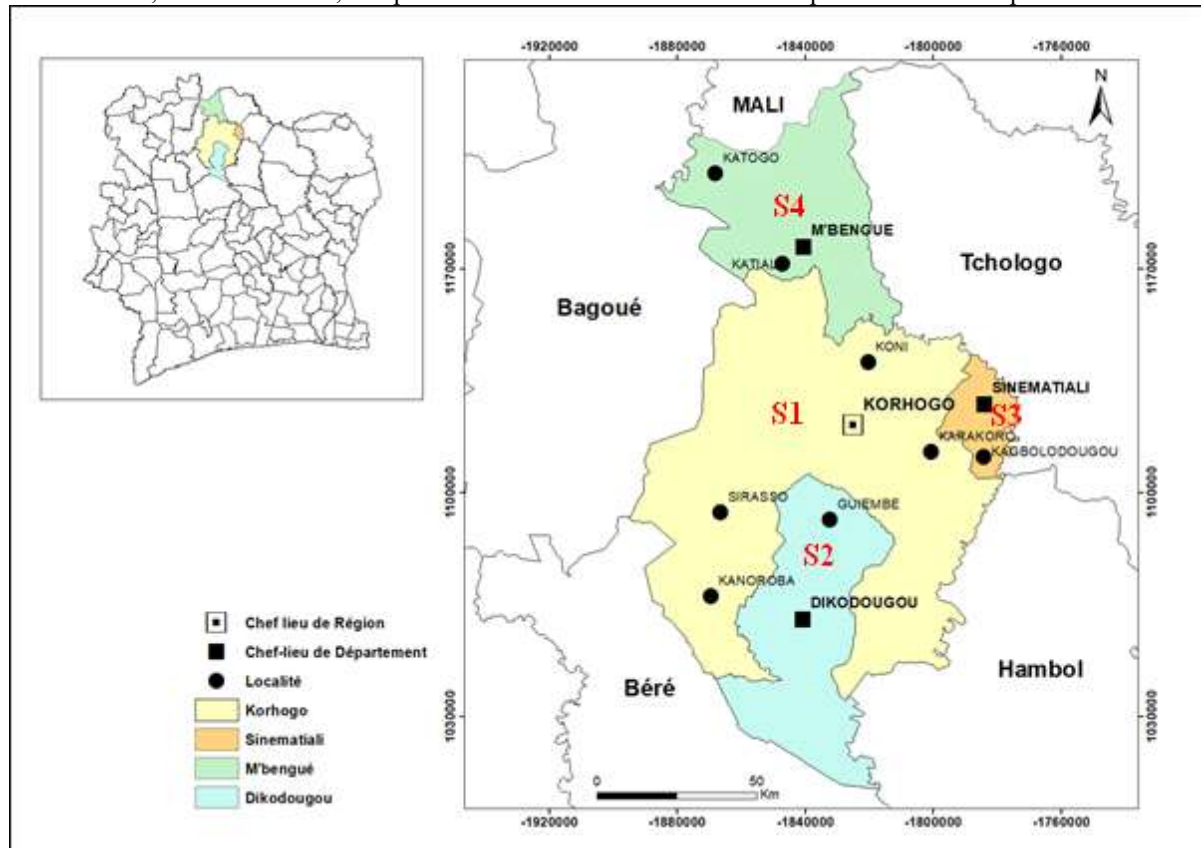 -1920000 -1880000 -1840000 -1800000 -1760000
N
MALI
KATOGO
S4
M'BENGUE
KATIALI
Tchologo
1170000 1170000
Bagoué
KONI
SINEMATIALI
KORHOGO
S1
S3
KARAKORO
KAGBOLODOUGOU
1100000 1100000
SIRASSO
GUIEMBE
S2
KANOROBA
DIKODOUGOU
Hambol
Béré
1030000 1030000
Chef lieu de Région
Chef-lieu de Département
Localité
Korhogo
Sinematiali
M'bengué
Dikodougou
0 50
Km
-1920000 -1880000 -1840000 -1800000 -1760000